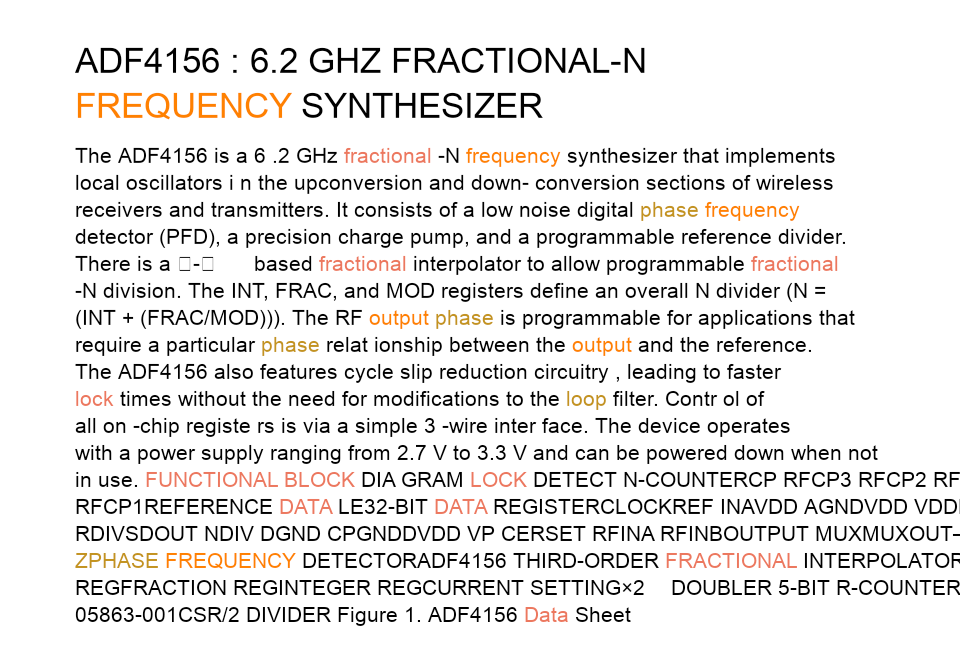 ADF4156 : 6.2 GHZ FRACTIONAL-N
FREQUENCY SYNTHESIZER
The ADF4156 is a 6 .2 GHz fractional -N frequency synthesizer that implements
local oscillators i n the upconversion and down- conversion sections of wireless
receivers and transmitters. It consists of a low noise digital phase frequency
detector (PFD), a precision charge pump, and a programmable reference divider.
There is a □-□ based fractional interpolator to allow programmable fractional
-N division. The INT, FRAC, and MOD registers define an overall N divider (N =
(INT + (FRAC/MOD))). The RF output phase is programmable for applications that
require a particular phase relat ionship between the output and the reference.
The ADF4156 also features cycle slip reduction circuitry , leading to faster
lock times without the need for modifications to the loop filter. Contr ol of
all on -chip registe rs is via a simple 3 -wire inter face. The device operates
with a power supply ranging from 2.7 V to 3.3 V and can be powered down when not
in use. FUNCTIONAL BLOCK DIA GRAM LOCK DETECT N-COUNTERCP RFCP3 RFCP2 RF
RFCP1REFERENCE DATA LE32-BIT DATA REGISTERCLOCKREF INAVDD AGNDVDD VDD
RDIVSDOUT NDIV DGND CPGNDDVDD VP CERSET RFINA RFINBOUTPUT MUXMUXOUT–
ZPHASE FREQUENCY DETECTORADF4156 THIRD-ORDER FRACTIONAL INTERPOLATOR
REGFRACTION REGINTEGER REGCURRENT SETTING×2 DOUBLER 5-BIT R-COUNTER
05863-001CSR/2 DIVIDER Figure 1. ADF4156 Data Sheet